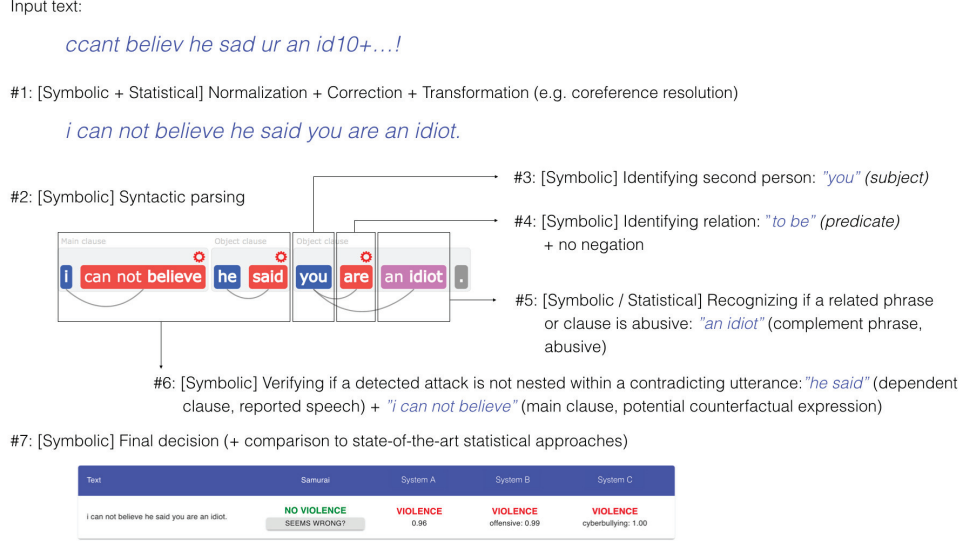 Input text:
ccant believ he sad ur an id10+...!
#1: [Symbolic + Statistical] Normalization + Correction + Transformation (e.g. coreference resolution)
i can not believe he said you are an idiot.
#2: [Symbolic] Syntactic parsing
#3: [Symbolic] Identifying second person: "you" (subject)
#4: [Symbolic] Identifying relation: "to be" (predicate)
+ no negation
Main clause Object clause Object clause
i can not believe he said you are an idiot .
#5: [Symbolic / Statistical] Recognizing if a related phrase
or clause is abusive: "an idiot" (complement phrase,
abusive)
#6: [Symbolic] Verifying if a detected attack is not nested within a contradicting utterance: "he said" (dependent
clause, reported speech) + "i can not believe" (main clause, potential counterfactual expression)
#7: [Symbolic] Final decision (+ comparison to state-of-the-art statistical approaches)
Text Samurai System A System B System C
NO VIOLENCE VIOLENCE VIOLENCE VIOLENCE
i can not believe he said you are an idiot.
SEEMS WRONG? 0.96 offensive: 0.99 cyberbullying: 1.00